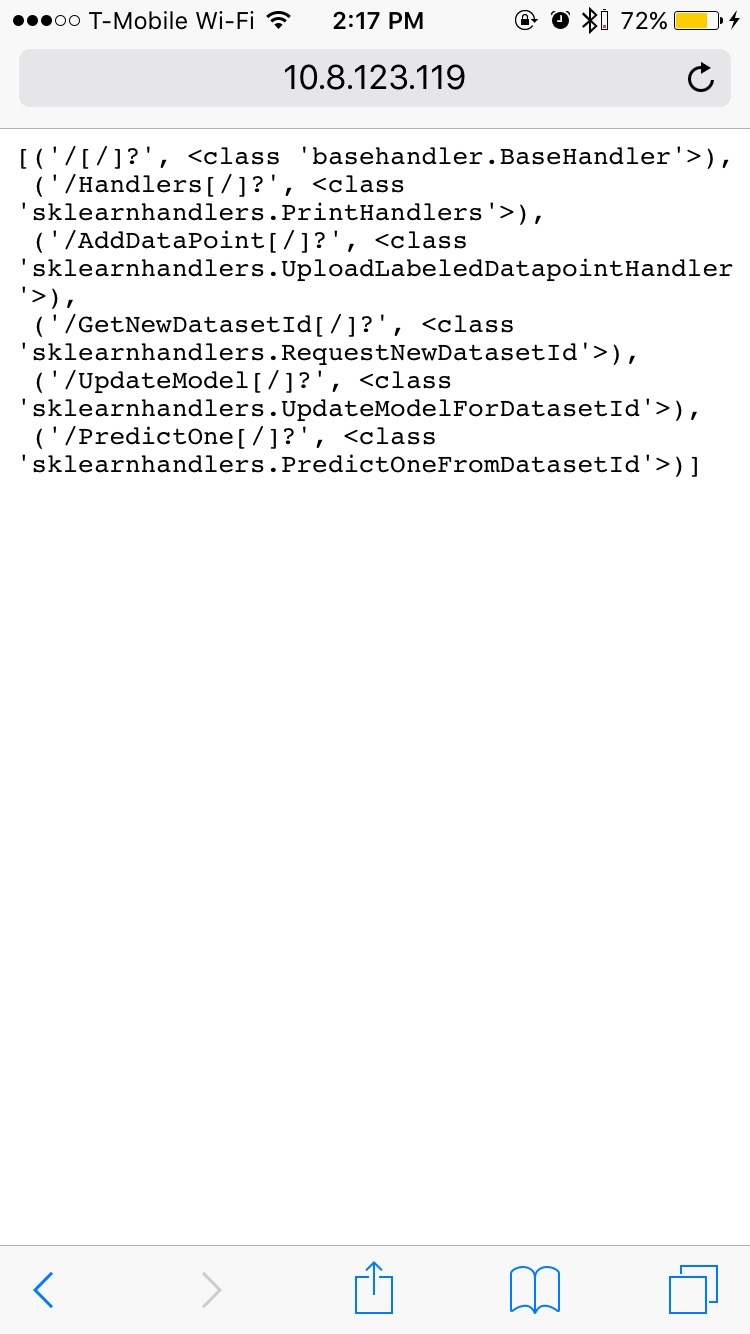 T-Mobile Wi-Fi 2:17 PM 72%
10.8.123.119
[('/[/]?', <class 'basehandler.BaseHandler'>),
 ('/Handlers[/]?', <class
'sklearnhandlers.PrintHandlers'>),
 ('/AddDataPoint[/]?', <class
'sklearnhandlers.UploadLabeledDatapointHandler
'>),
 ('/GetNewDatasetId[/]?', <class
'sklearnhandlers.RequestNewDatasetId'>),
 ('/UpdateModel[/]?', <class
'sklearnhandlers.UpdateModelForDatasetId'>),
 ('/PredictOne[/]?', <class
'sklearnhandlers.PredictOneFromDatasetId'>)]